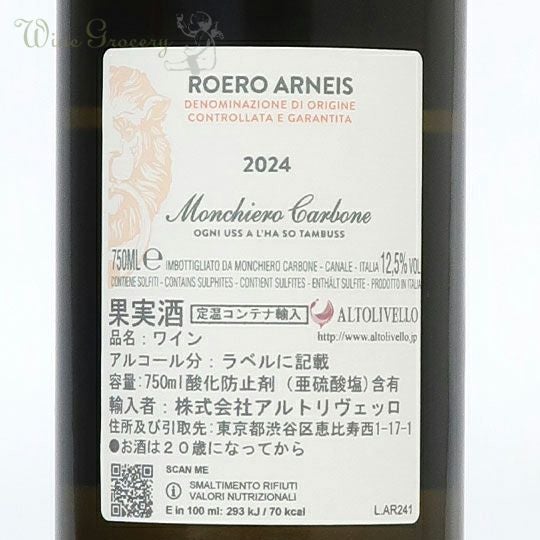 Wine Grocery
ROERO ARNEIS
DENOMINAZIONE DI ORIGINE
CONTROLLATA E GARANTITA
2024
Monchiero Carbone
OGNI USS A L'HA SO TAMBUSS
750ML e IMBOTTIGLIATO DA MONCHIERO CARBONE - CANALE - ITALIA 12,5% VOL
CONTIENE SOLFITI - CONTAINS SULPHITES - CONTIENT SULFITES - ENTHÄLT SULFITE - PRODOTTO IN ITALIA
果実酒 定温コンテナ輸入 ALTOLIVELLO
品名：ワイン http://www.altolivello.jp
アルコール分：ラベルに記載
容量：750ml酸化防止剤（亜硫酸塩）含有
輸入者：株式会社アルトリヴェッロ
住所及び引取先：東京都渋谷区恵比寿西1-17-1
●お酒は２０歳になってから
SCAN ME
SMALTIMENTO RIFIUTI
VALORI NUTRIZIONALI
E in 100 ml: 293 kJ / 70 kcal L.AR241